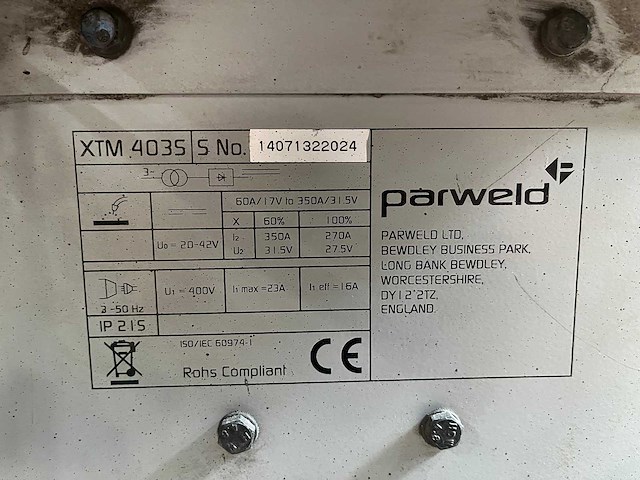 XTM 403S S No. 14071322024
3~
60A/17V to 350A/31.5V
X 60% 100%
I2 350A 270A
U2 31.5V 27.5V
U0 = 20-42V
U1 = 400V I1 max =23A I1 eff =16A
3 ~50 Hz
IP 21S
ISO/IEC 60974-1
Rohs Compliant CE
parweld
PARWELD LTD,
BEWDLEY BUSINESS PARK,
LONG BANK BEWDLEY,
WORCESTERSHIRE,
DY12 2TZ,
ENGLAND